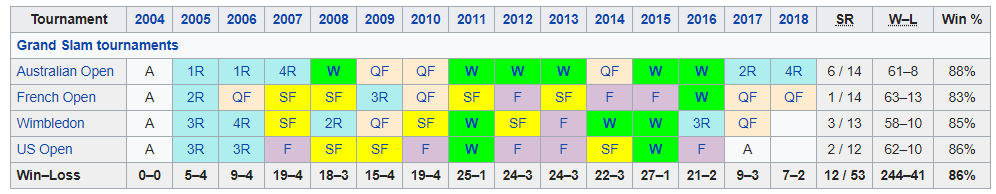 Tournament 2004 2005 2006 2007 2008 2009 2010 2011 2012 2013 2014 2015 2016 2017 2018 SR W–L Win %
Grand Slam tournaments
Australian Open A 1R 1R 4R W QF QF W W W QF W W 2R 4R 6 / 14 61–8 88%
French Open A 2R QF SF SF 3R QF SF F SF F F W QF QF 1 / 14 63–13 83%
Wimbledon A 3R 4R SF 2R QF SF W SF F W W 3R QF 3 / 13 58–10 85%
US Open A 3R 3R F SF SF F W F F SF W F A 2 / 12 62–10 86%
Win–Loss 0–0 5–4 9–4 19–4 18–3 15–4 19–4 25–1 24–3 24–3 22–3 27–1 21–2 9–3 7–2 12 / 53 244–41 86%